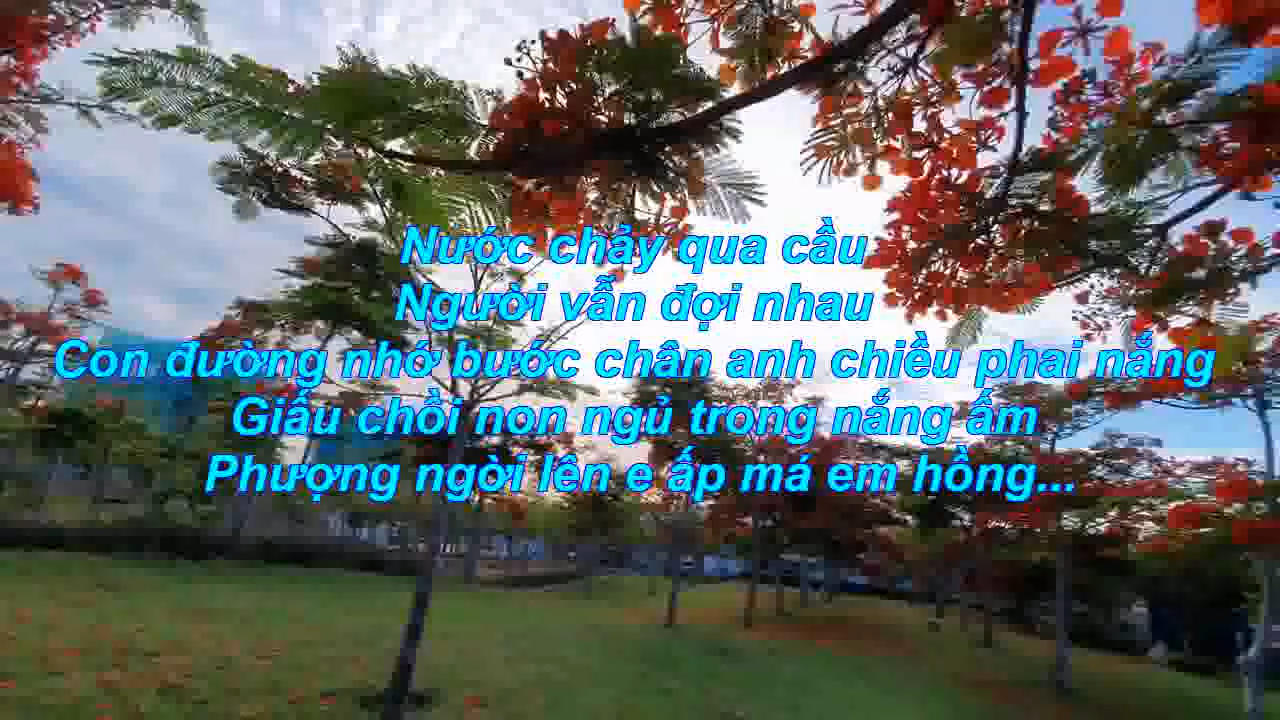 Nước chảy qua cầu
Người vẫn đợi nhau
Con đường nhớ bước chân anh chiều phai nắng
Giấu chồi non ngủ trong nắng ấm
Phượng ngời lên e ấp má em hồng...